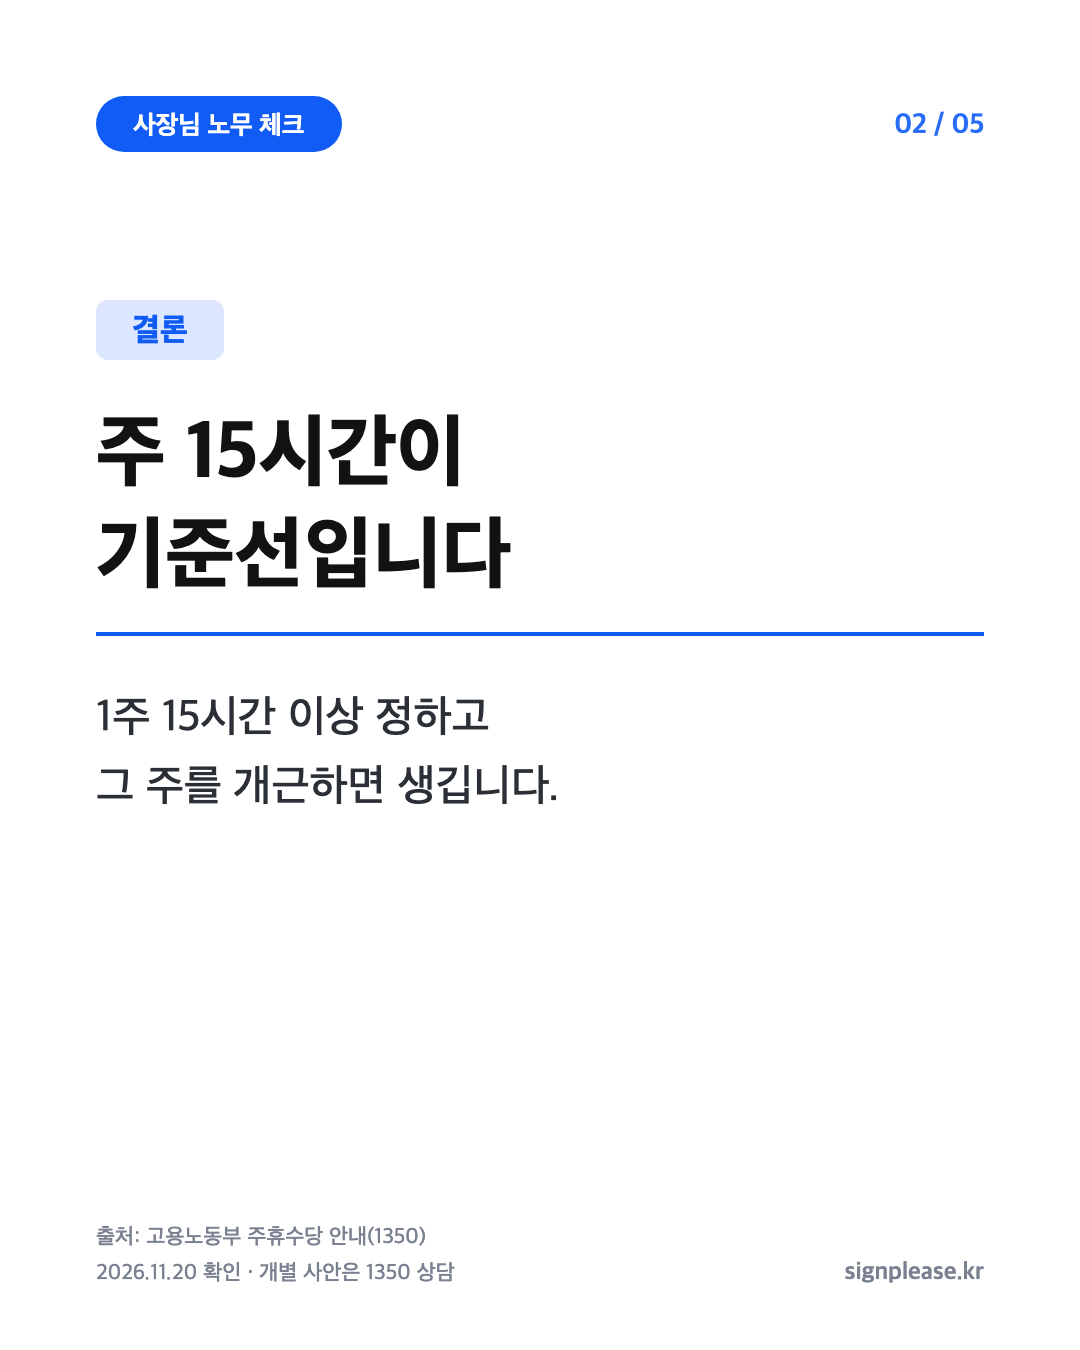 사장님 노무 체크
02 / 05
결론
주 15시간이
기준선입니다
1주 15시간 이상 정하고
그 주를 개근하면 생깁니다.
출처: 고용노동부 주휴수당 안내(1350)
2026.11.20 확인 · 개별 사안은 1350 상담
signplease.kr